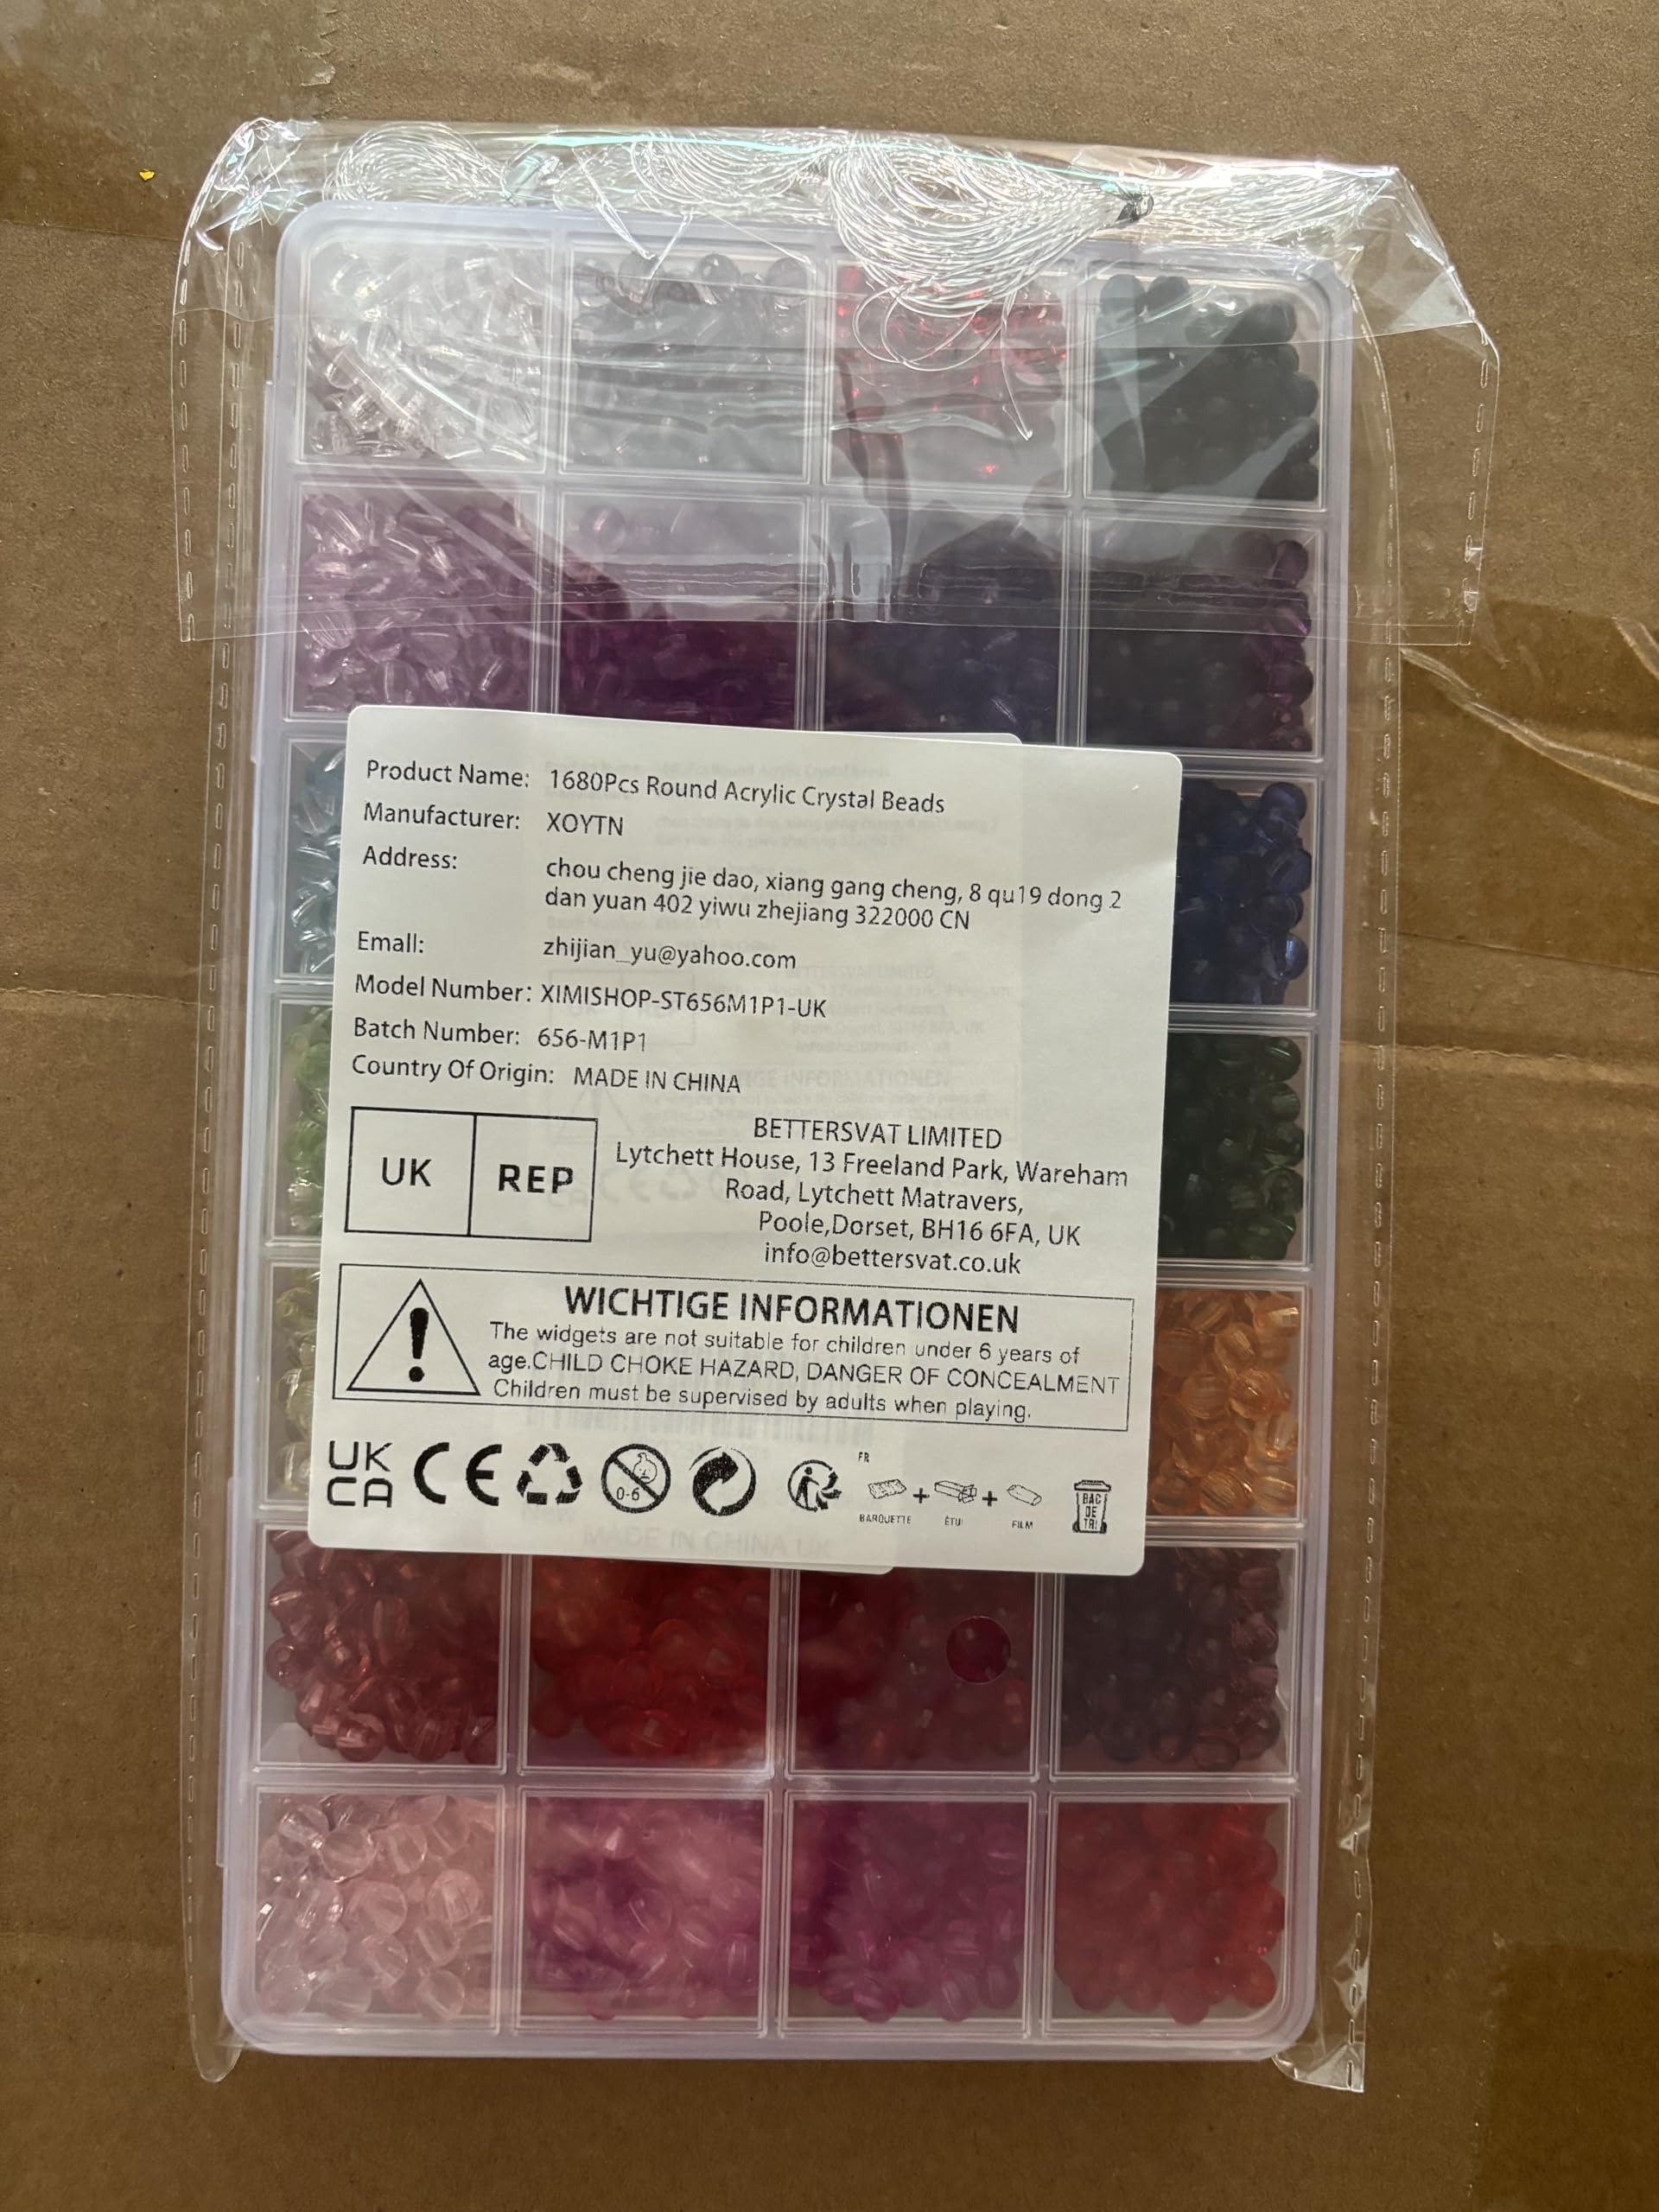 Product Name: 1680Pcs Round Acrylic Crystal Beads
Manufacturer: XOYTN
Address: chou cheng jie dao, xiang gang cheng, 8 qu19 dong 2
dan yuan 402 yiwu zhejiang 322000 CN
Emall: zhijian_yu@yahoo.com
Model Number: XIMISHOP-ST656M1P1-UK
Batch Number: 656-M1P1
Country Of Origin: MADE IN CHINA
UK REP
BETTERSVAT LIMITED
Lytchett House, 13 Freeland Park, Wareham
Road, Lytchett Matravers,
Poole,Dorset, BH16 6FA, UK
info@bettersvat.co.uk
WICHTIGE INFORMATIONEN
The widgets are not suitable for children under 6 years of
age.CHILD CHOKE HAZARD, DANGER OF CONCEALMENT
Children must be supervised by adults when playing.
UK
CA
CE
0-6
FR
BARQUETTE + ÉTUI + FILM
BAC
DE
TRI
MADE IN CHINA UK